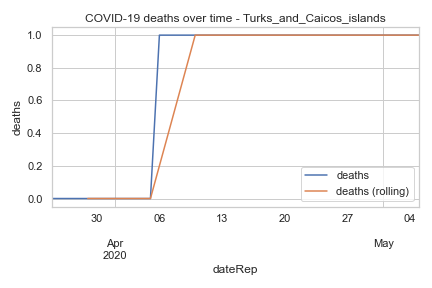 COVID-19 deaths over time - Turks_and_Caicos_islands
deaths
1.0
0.8
0.6
0.4
0.2
0.0
deaths
deaths (rolling)
30 06 13 20 27 04
Apr May
2020
dateRep